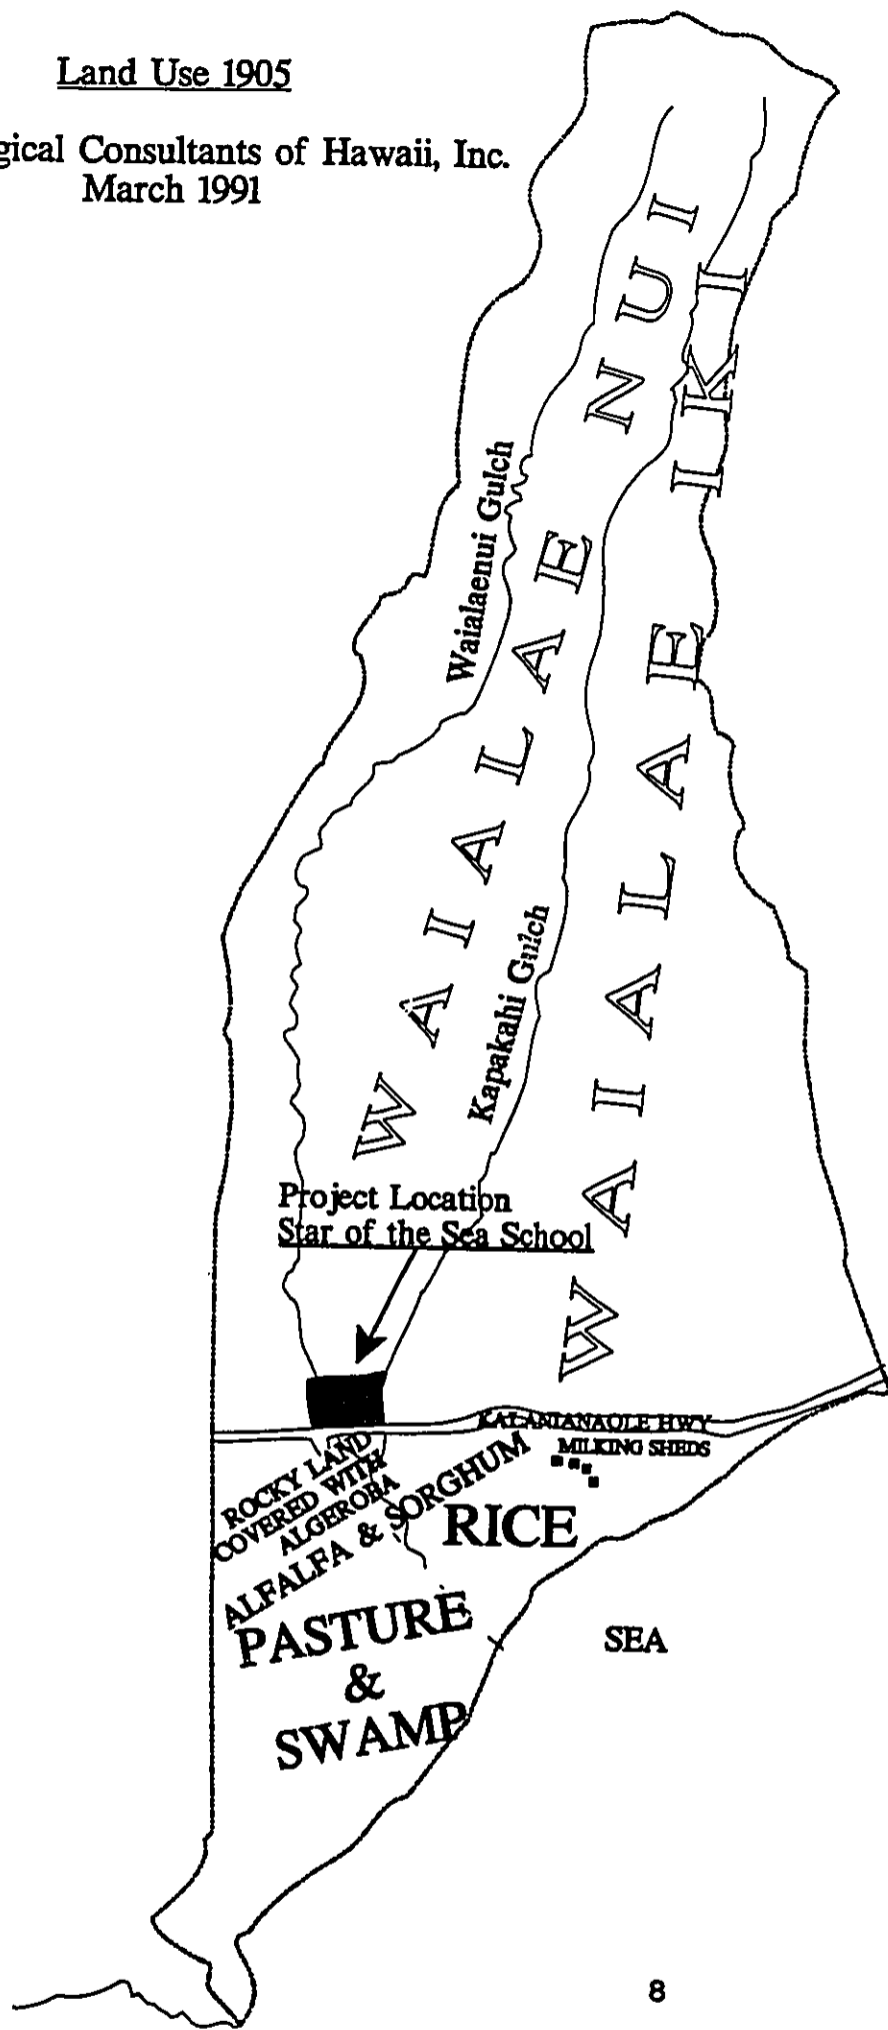 Land Use 1905
gical Consultants of Hawaii, Inc.
March 1991
WAIALAE NUI
WAIALAE IKI
Waialaenui Gulch
Kapakahi Gulch
Project Location
Star of the Sea School
KALANIANAOLE HWY
MILKING SHEDS
ROCKY LAND
COVERED WITH
ALGEROBA
ALFALFA & SORGHUM
RICE
PASTURE
&
SWAMP
SEA
8